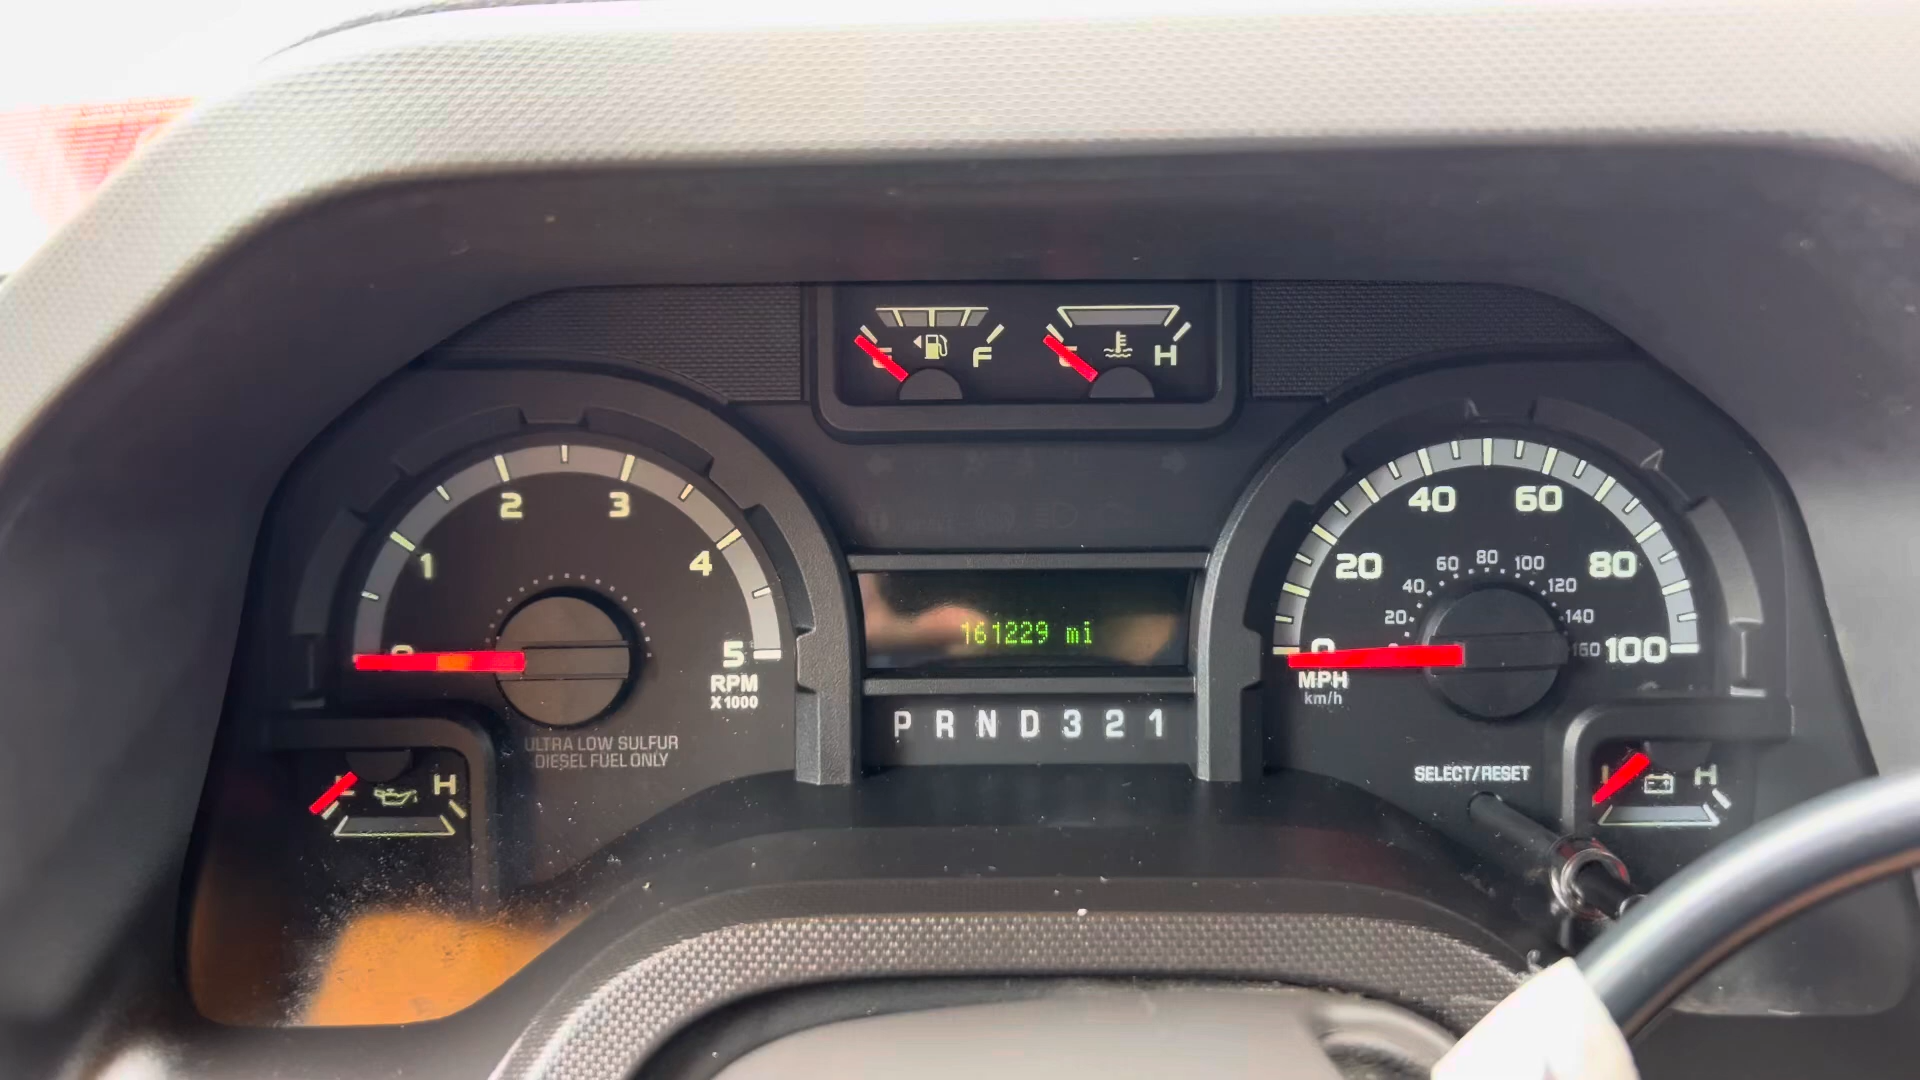 F
H
1
2
3
4
5
RPM
X1000
ULTRA LOW SULFUR
DIESEL FUEL ONLY
H
161229 mi
P R N D 3 2 1
0
20
40
60
80
100
MPH
km/h
20
40
60
80
100
120
140
160
SELECT/RESET
H